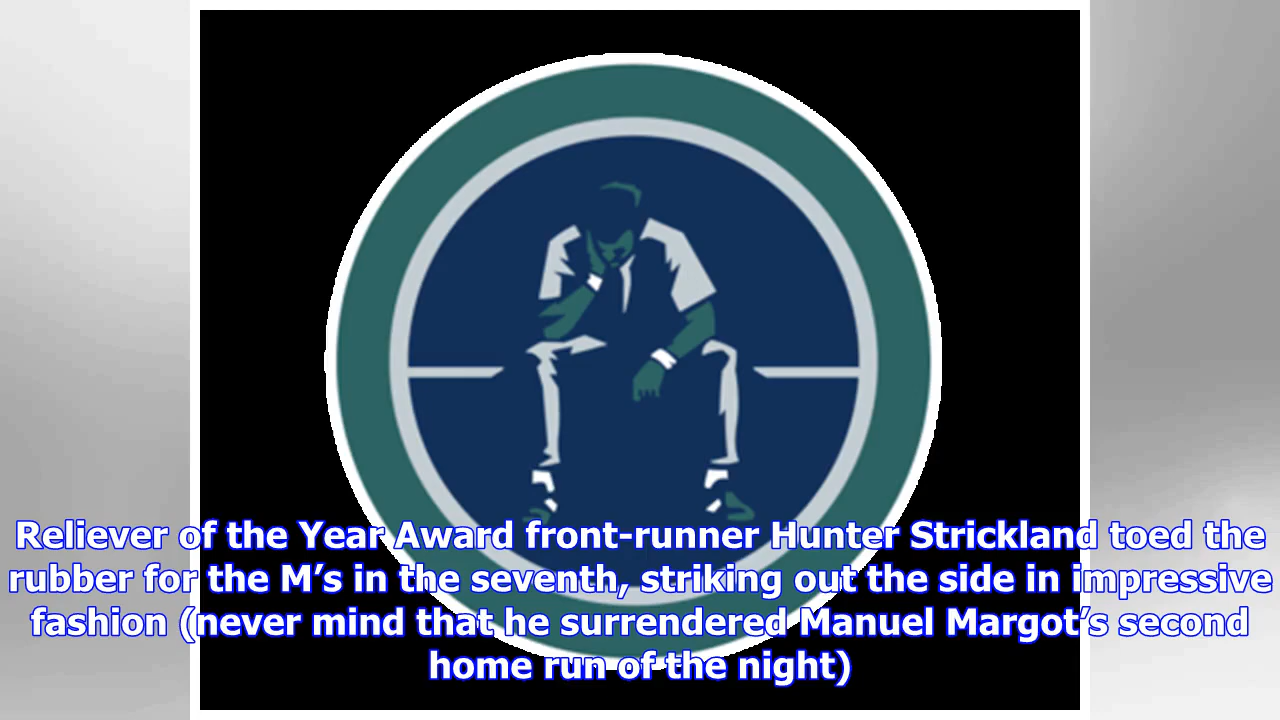 Reliever of the Year Award front-runner Hunter Strickland toed the
rubber for the M’s in the seventh, striking out the side in impressive
fashion (never mind that he surrendered Manuel Margot’s second
home run of the night)